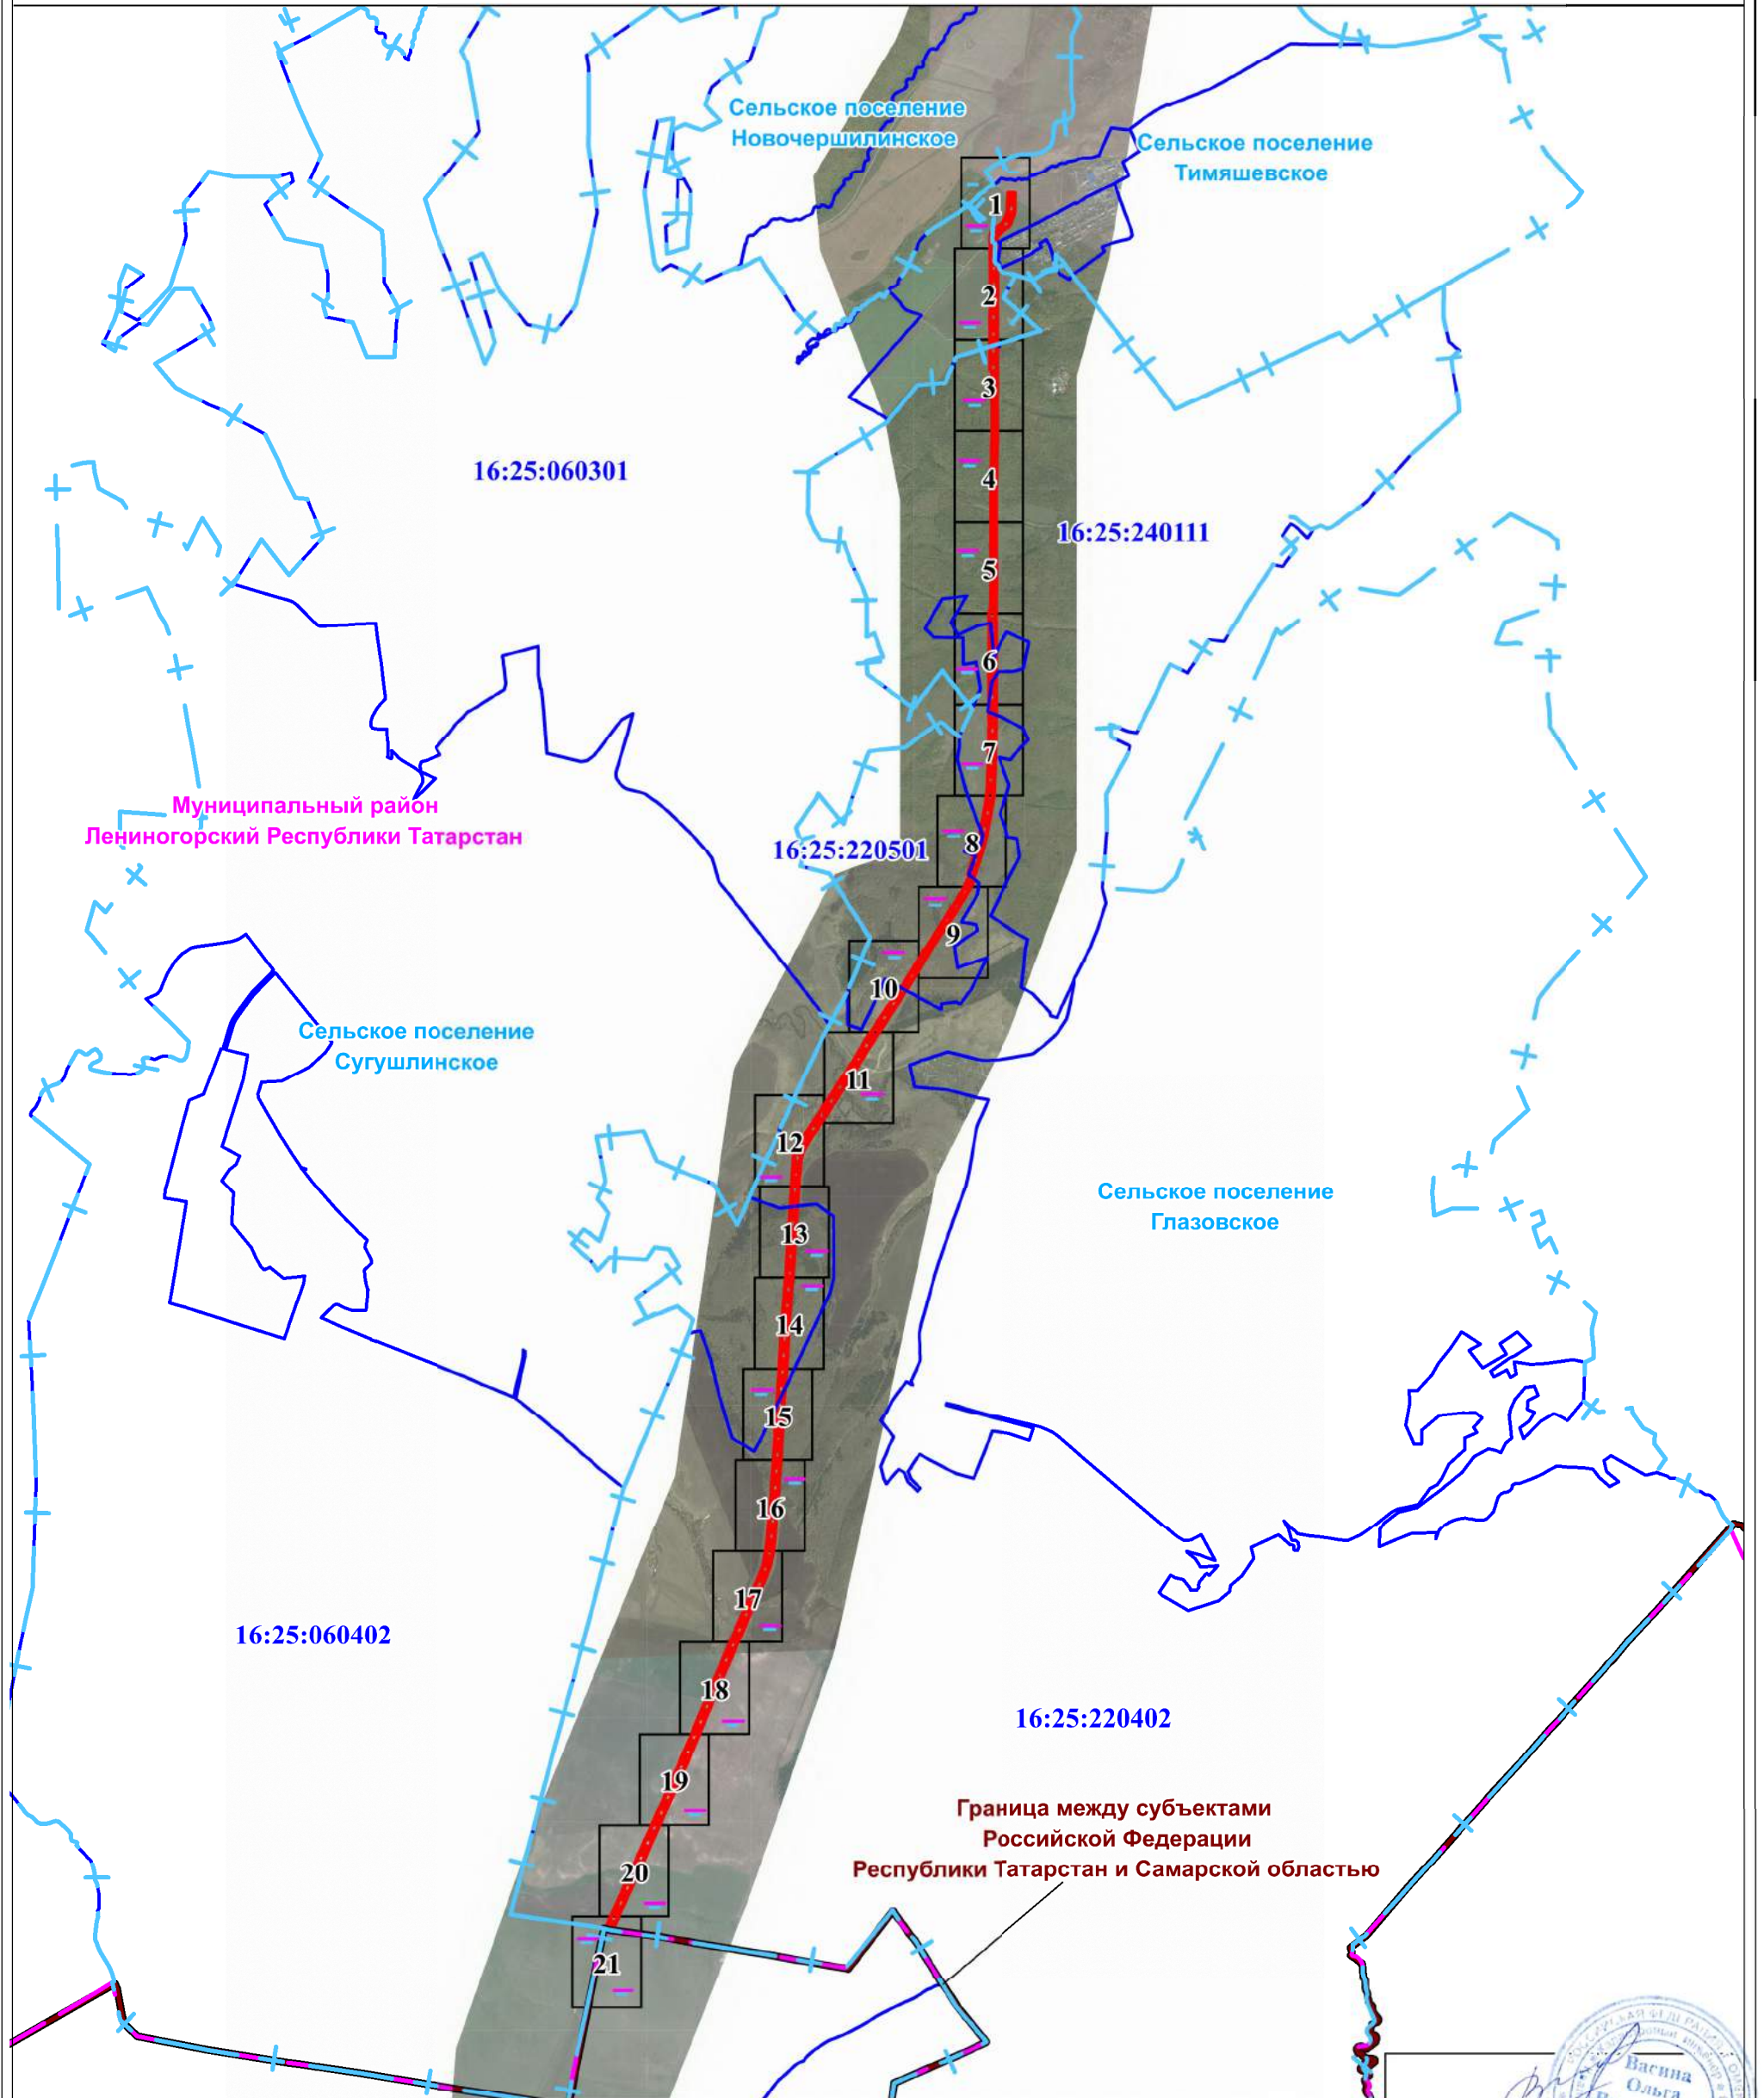 Сельское поселение
Новочершилинское
Сельское поселение
Тимяшевское
1
2
3
16:25:060301
4
16:25:240111
5
6
7
Муниципальный район
Лениногорский Республики Татарстан
8
16:25:220501
9
10
Сельское поселение
Сугушлинское
11
12
Сельское поселение
Глазовское
13
14
15
16
17
16:25:060402
18
16:25:220402
19
Граница между субъектами
Российской Федерации
Республики Татарстан и Самарской областью
20
21
Васина
Ольга